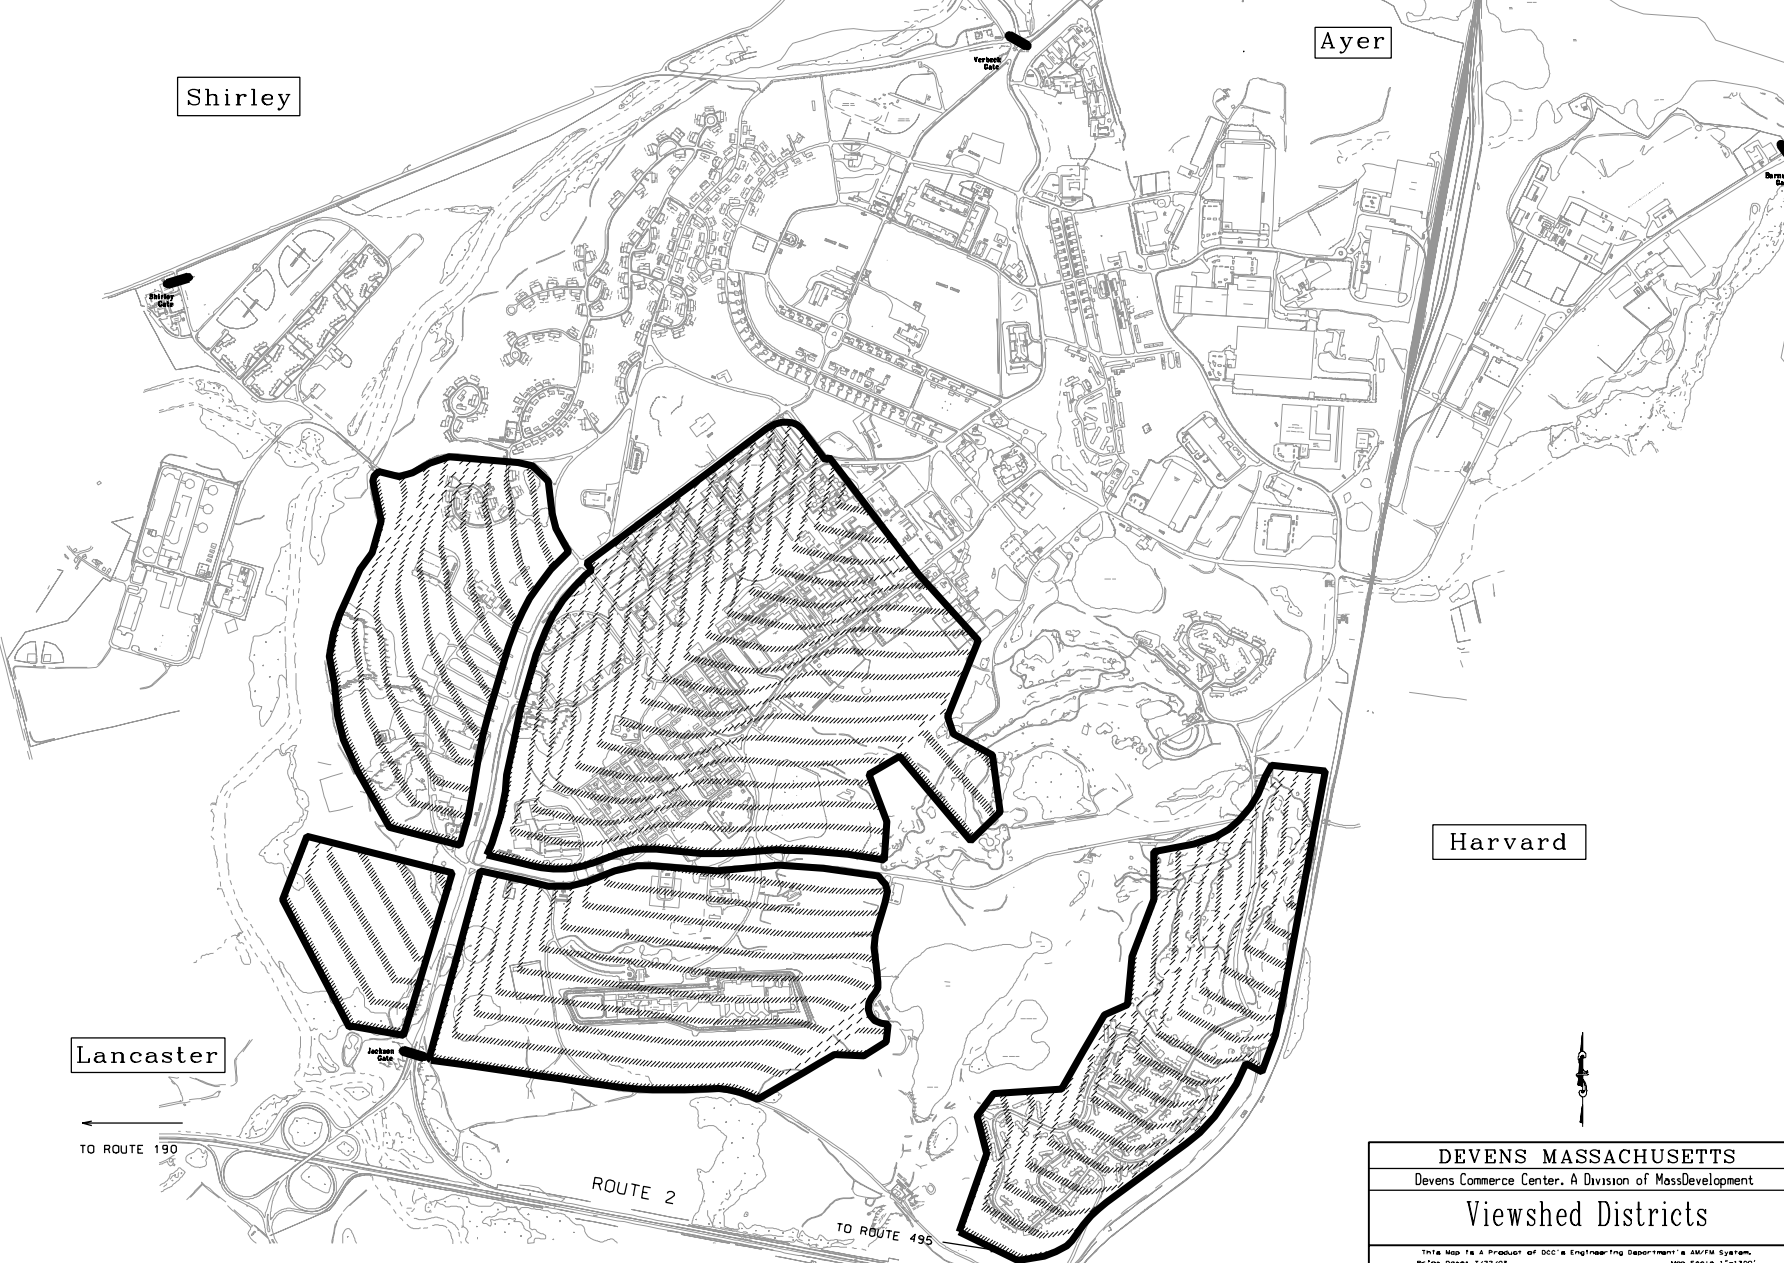 Ayer
Verbeck
Gate
Shirley
Shirley
Gate
Harvard
Lancaster
Jackson
Gate
TO ROUTE 190
ROUTE 2
TO ROUTE 495
DEVENS MASSACHUSETTS
Devens Commerce Center. A Division of MassDevelopment
Viewshed Districts
This Map Is A Product of DCC's Engineering Department's AM/FM System.